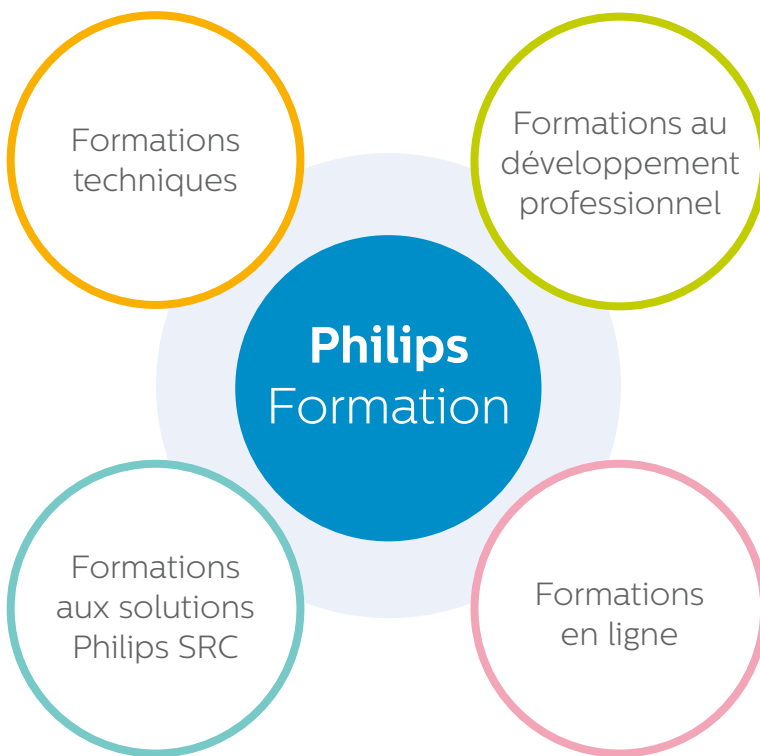 Formations
techniques
Formations au
développement
professionnel
Philips
Formation
Formations
aux solutions
Philips SRC
Formations
en ligne